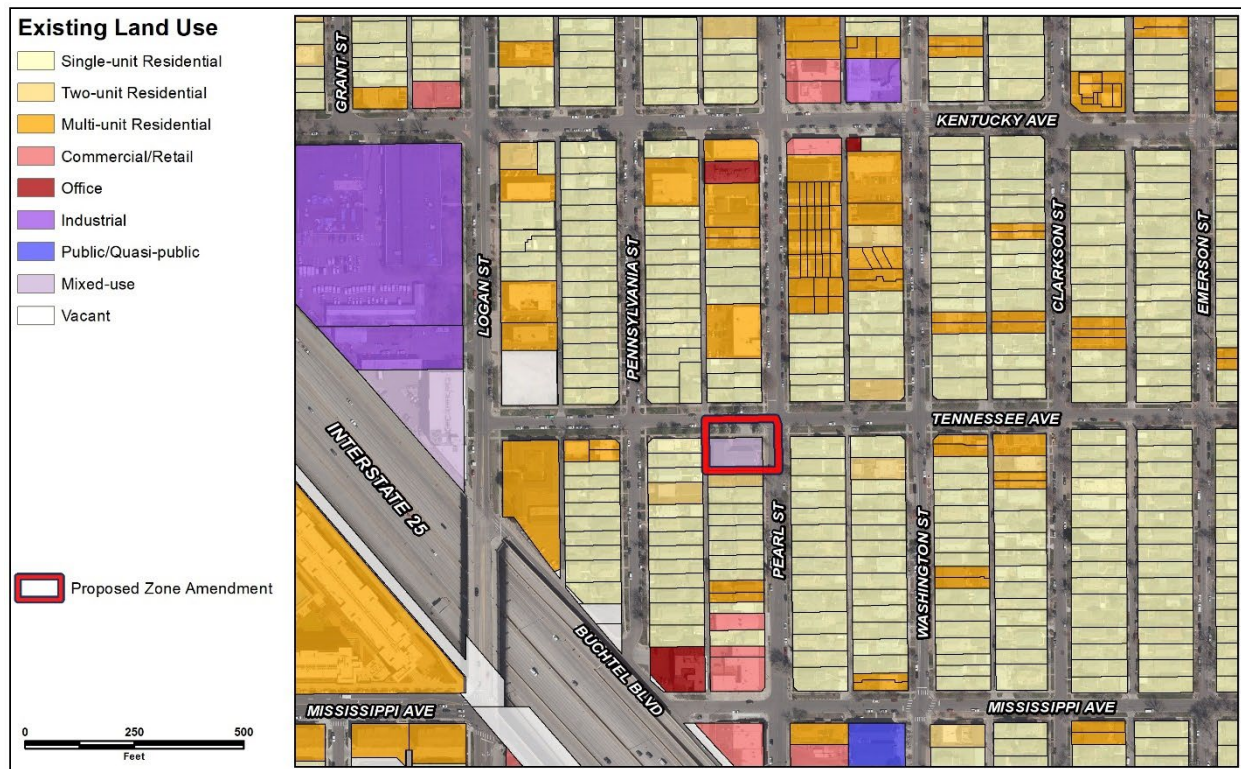 Existing Land Use
Single-unit Residential
Two-unit Residential
Multi-unit Residential
Commercial/Retail
Office
Industrial
Public/Quasi-public
Mixed-use
Vacant
Proposed Zone Amendment
0 250 500
Feet
GRANT ST
KENTUCKY AVE
LOGAN ST
PENNSYLVANIA ST
CLARKSON ST
EMERSON ST
TENNESSEE AVE
INTERSTATE 25
PEARL ST
WASHINGTON ST
BUCHTEL BLVD
MISSISSIPPI AVE
MISSISSIPPI AVE